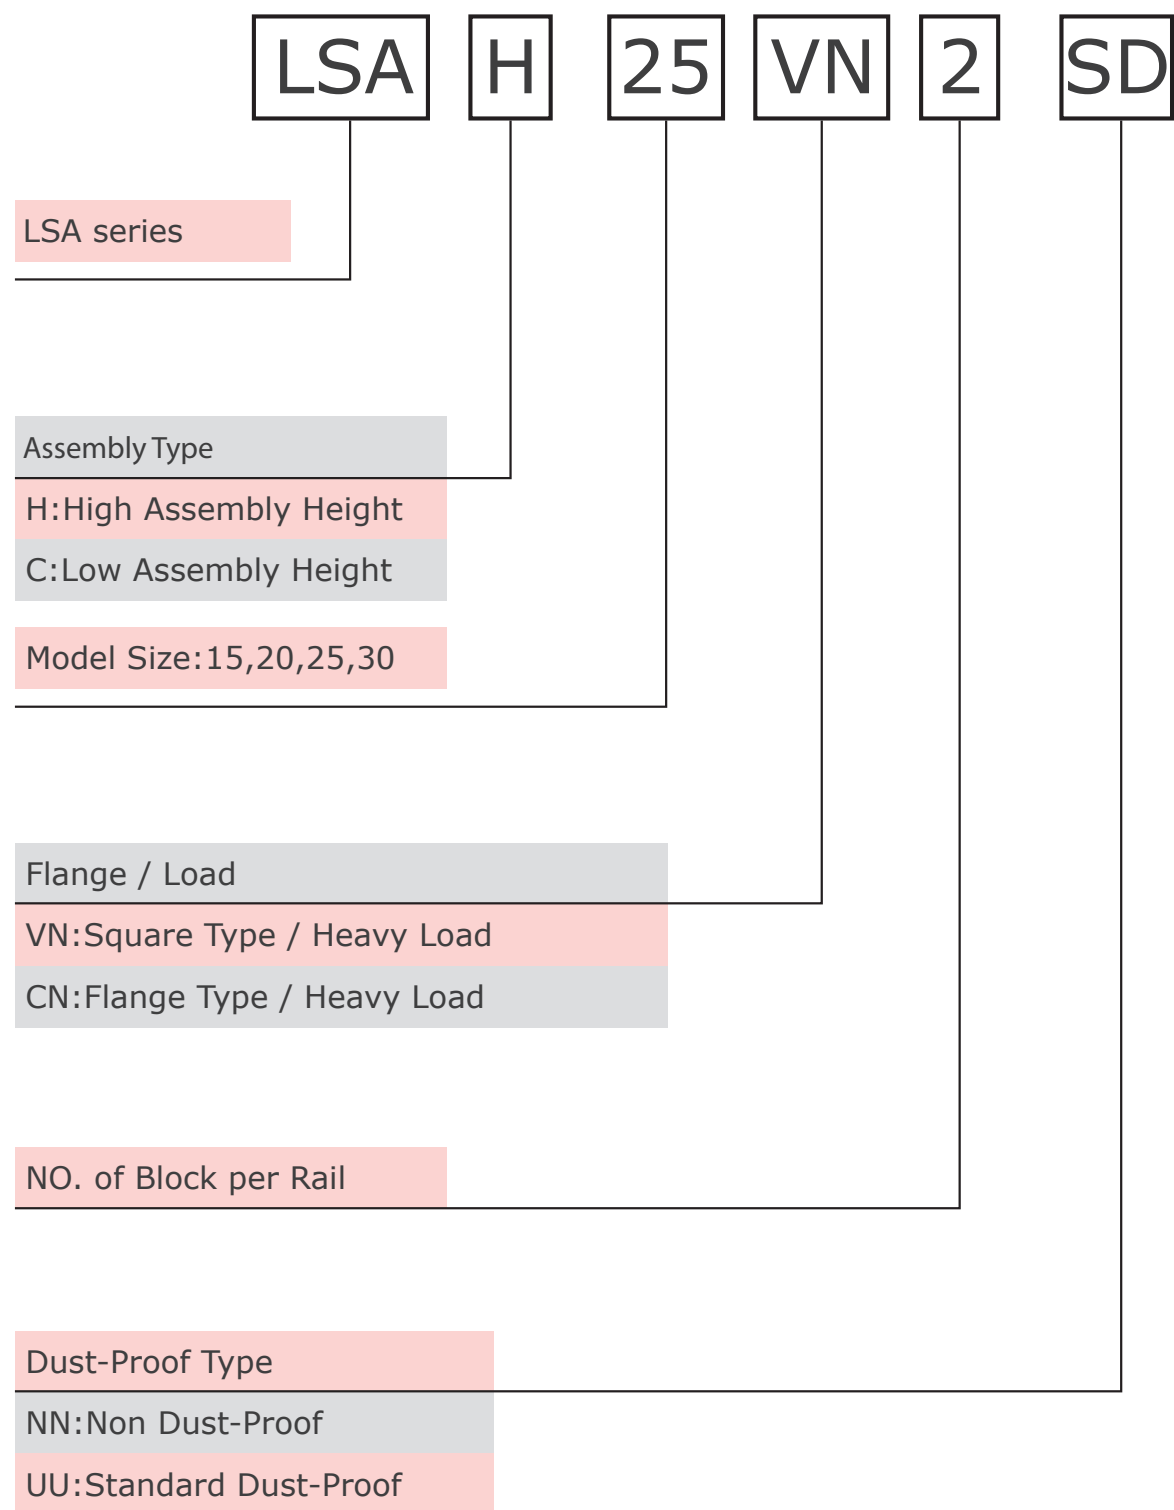 LSA H 25 VN 2 SD
LSA series
Assembly Type
H:High Assembly Height
C:Low Assembly Height
Model Size:15,20,25,30
Flange / Load
VN:Square Type / Heavy Load
CN:Flange Type / Heavy Load
NO. of Block per Rail
Dust-Proof Type
NN:Non Dust-Proof
UU:Standard Dust-Proof